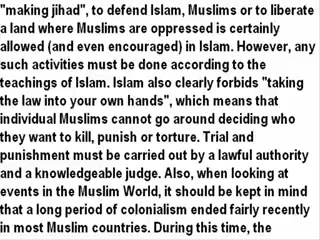 "making jihad", to defend Islam, Muslims or to liberate
a land where Muslims are oppressed is certainly
allowed (and even encouraged) in Islam. However, any
such activities must be done according to the
teachings of Islam. Islam also clearly forbids "taking
the law into your own hands", which means that
individual Muslims cannot go around deciding who
they want to kill, punish or torture. Trial and
punishment must be carried out by a lawful authority
and a knowledgeable judge. Also, when looking at
events in the Muslim World, it should be kept in mind
that a long period of colonialism ended fairly recently
in most Muslim countries. During this time, the